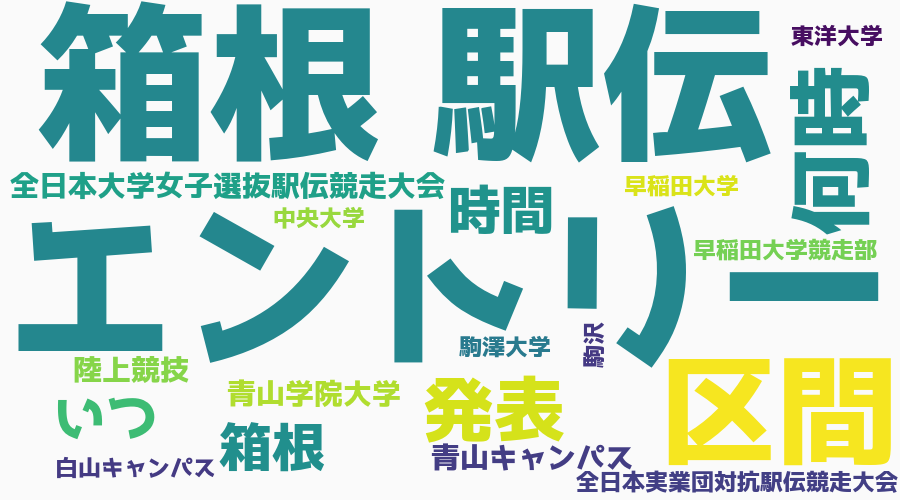 箱根 駅伝
東洋大学
何時
全日本大学女子選抜駅伝競走大会
時間
早稲田大学
中央大学
エントリー
早稲田大学競走部
駒澤大学
駒沢
陸上競技
青山学院大学
発表
区間
いつ
箱根
青山キャンパス
白山キャンパス
全日本実業団対抗駅伝競走大会